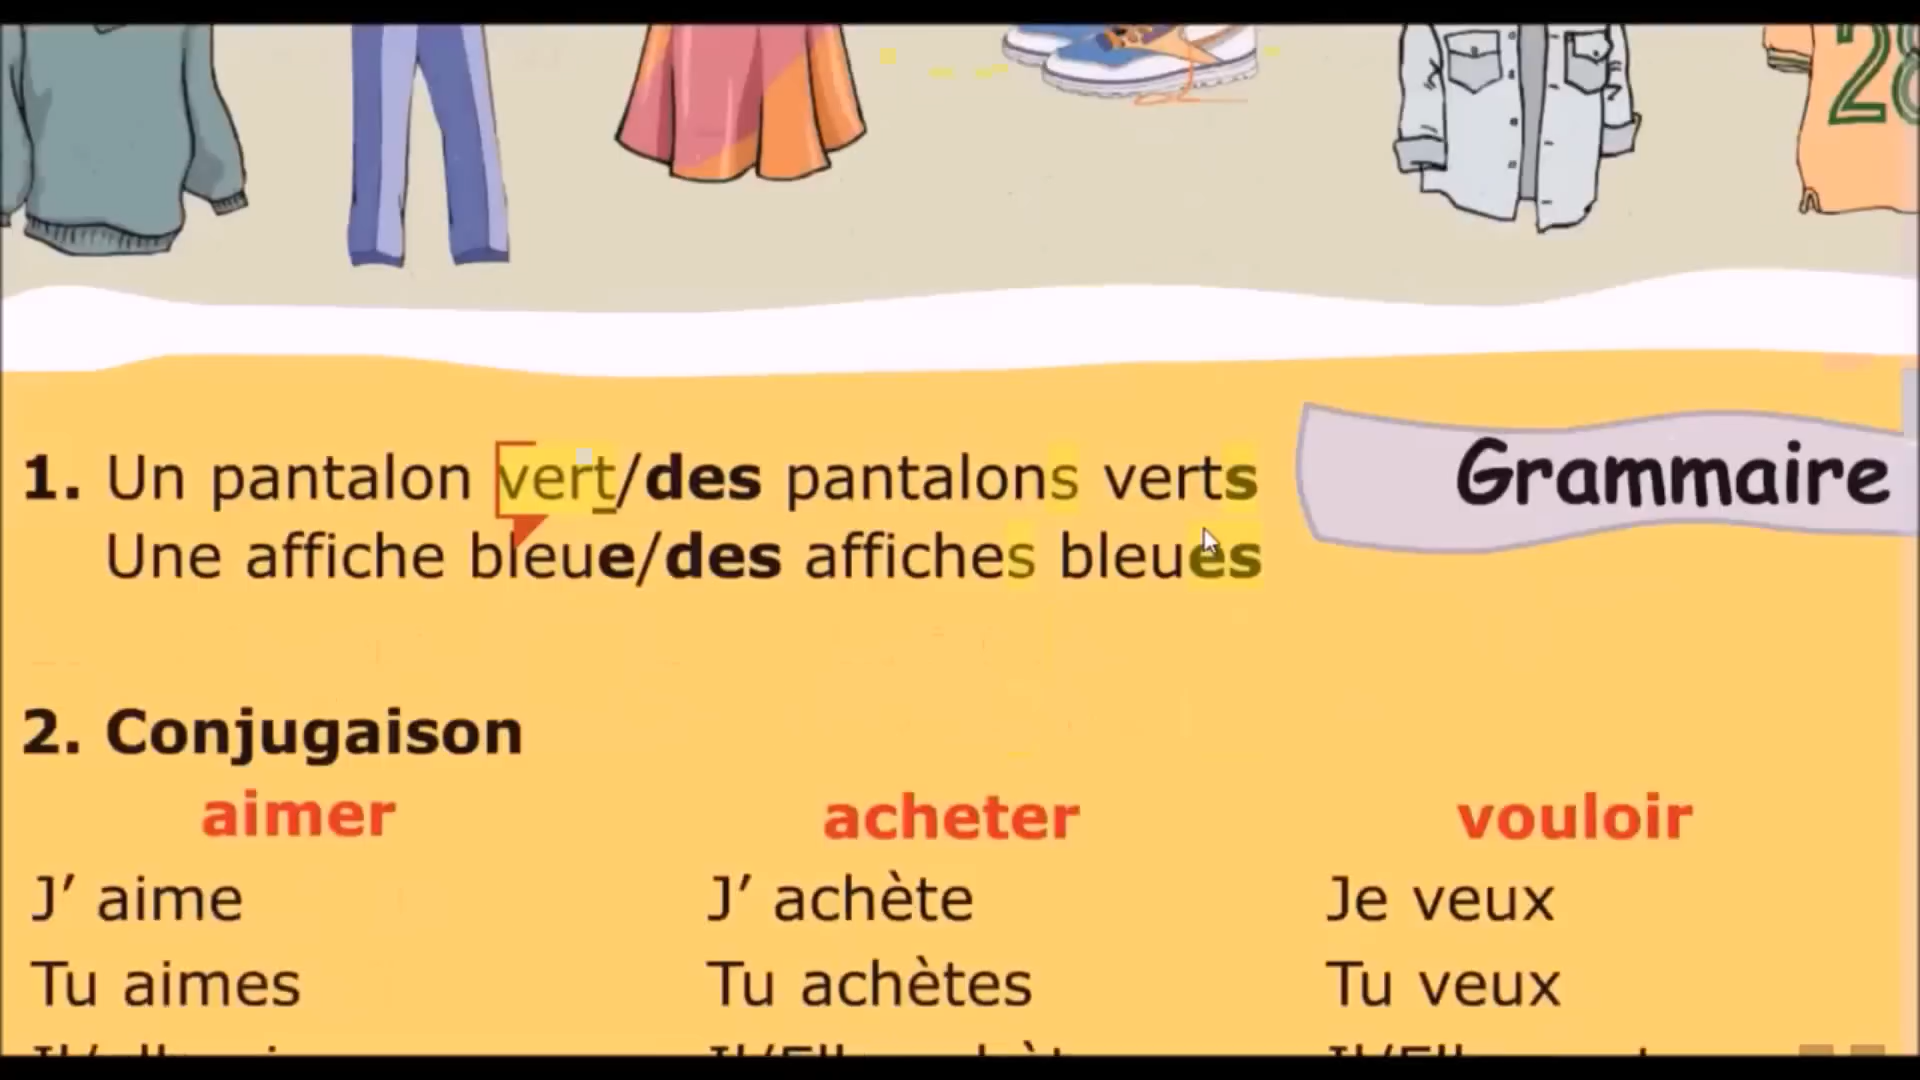 28
1. Un pantalon vert/des pantalons verts
Grammaire
Une affiche bleue/des affiches bleues
2. Conjugaison
aimer acheter vouloir
J’ aime J’ achète Je veux
Tu aimes Tu achètes Tu veux